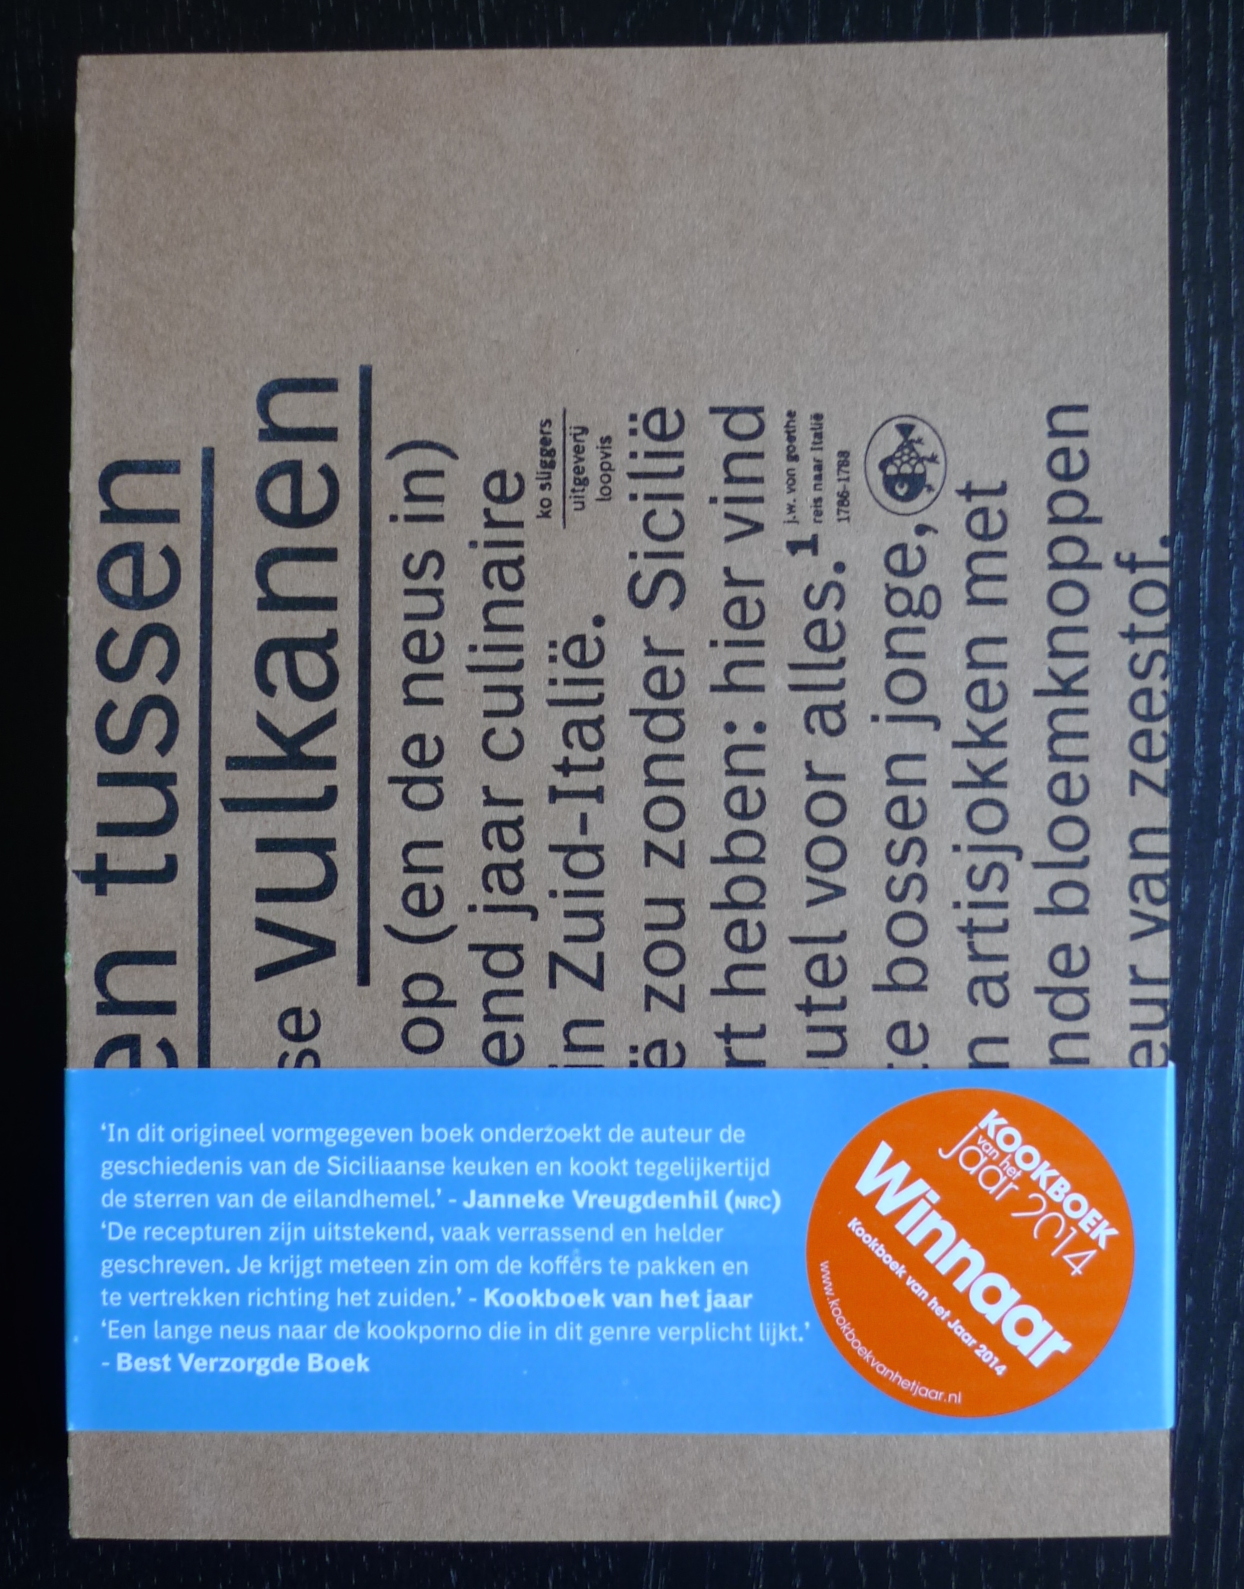 en tussen
se vulkanen
op (en de neus in)
end jaar culinaire
in Zuid-Italië.
ko sliggers
uitgeverij
loopvis
ë zou zonder Sicilië
rt hebben: hier vind
utel voor alles.1
j.w. von goethe
reis naar Italië
1786-1788
te bossen jonge,
n artisjokken met
nde bloemknoppen
eur van zeestof.
‘In dit origineel vormgegeven boek onderzoekt de auteur de
geschiedenis van de Siciliaanse keuken en kookt tegelijkertijd
de sterren van de eilandhemel.’ - Janneke Vreugdenhil (NRC)
‘De recepturen zijn uitstekend, vaak verrassend en helder
geschreven. Je krijgt meteen zin om de koffers te pakken en
te vertrekken richting het zuiden.’ - Kookboek van het jaar
‘Een lange neus naar de kookporno die in dit genre verplicht lijkt.’
- Best Verzorgde Boek
KOOKBOEK
van het
jaar 2014
Winnaar
Kookboek van het Jaar 2014
www.kookboekvanhetjaar.nl